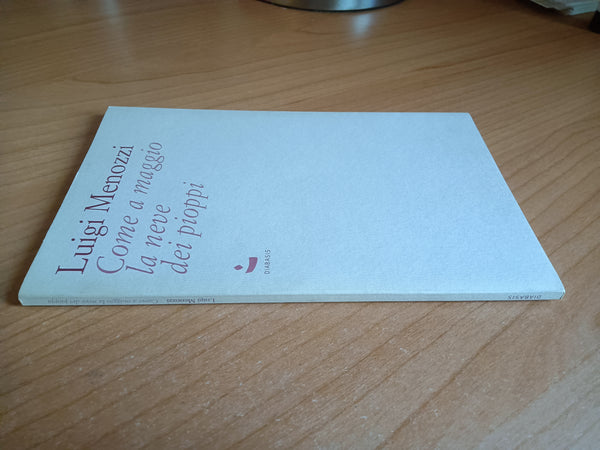 Luigi Menozzi
Come a maggio
la neve
dei pioppi
DIABASIS
Luigi Menozzi Come a maggio la neve dei pioppi
DIABASIS